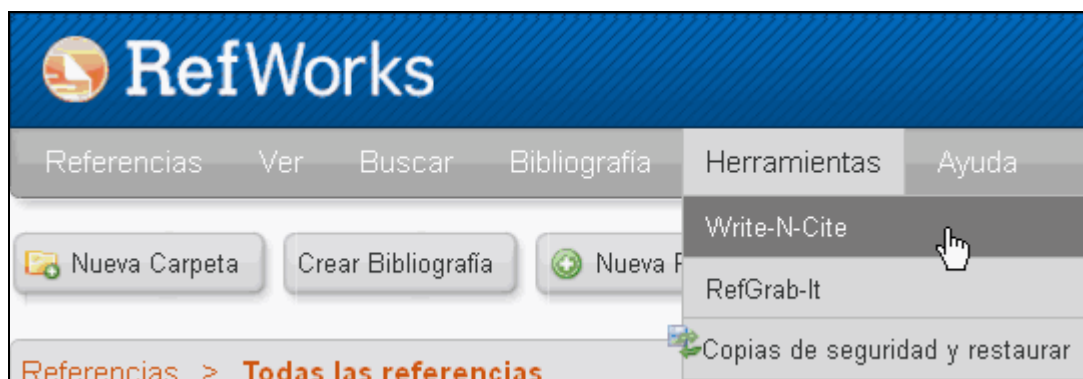 RefWorks
Referencias Ver Buscar Bibliografía Herramientas Ayuda
Write-N-Cite
Nueva Carpeta Crear Bibliografía Nueva
RefGrab-It
Copias de seguridad y restaurar
Referencias > Todas las referencias